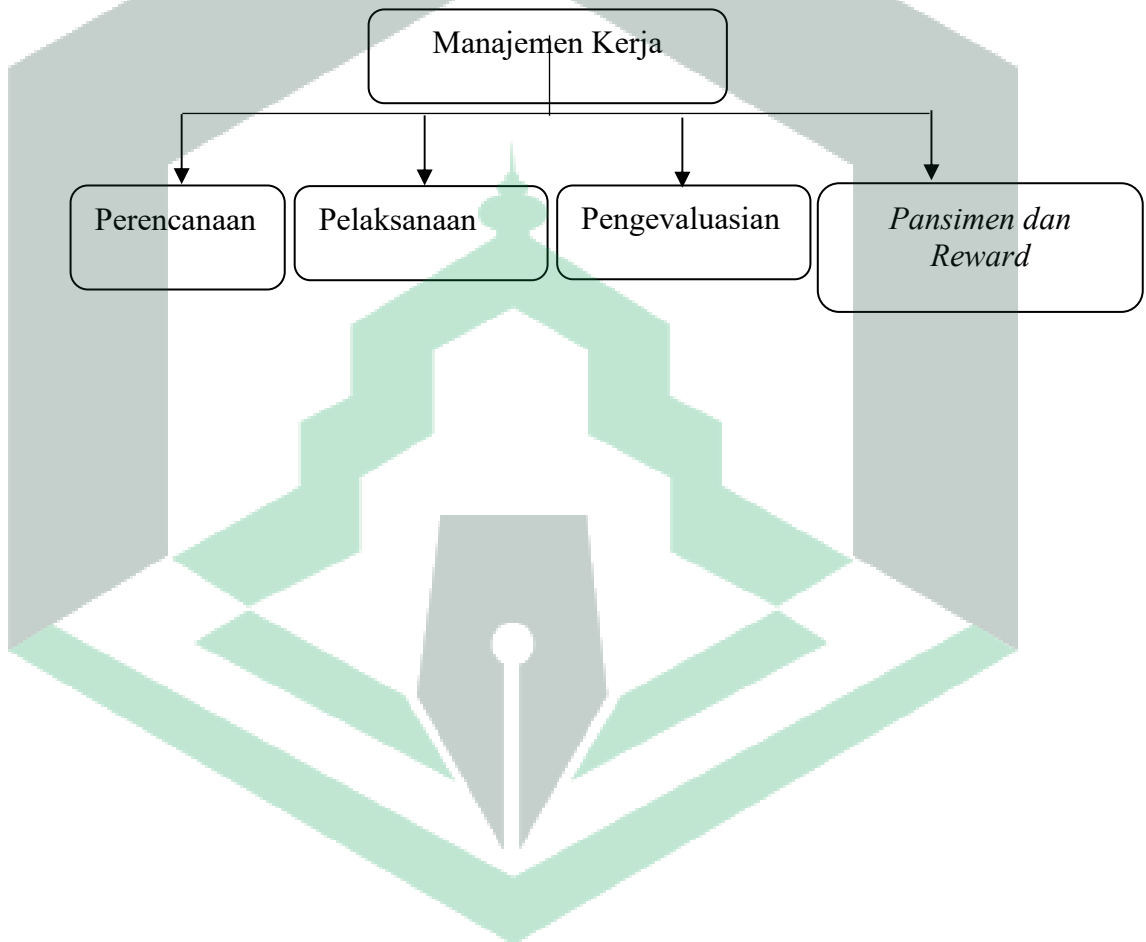 Manajemen Kerja
Perencanaan
Pelaksanaan
Pengevaluasian
Pansimen dan
Reward